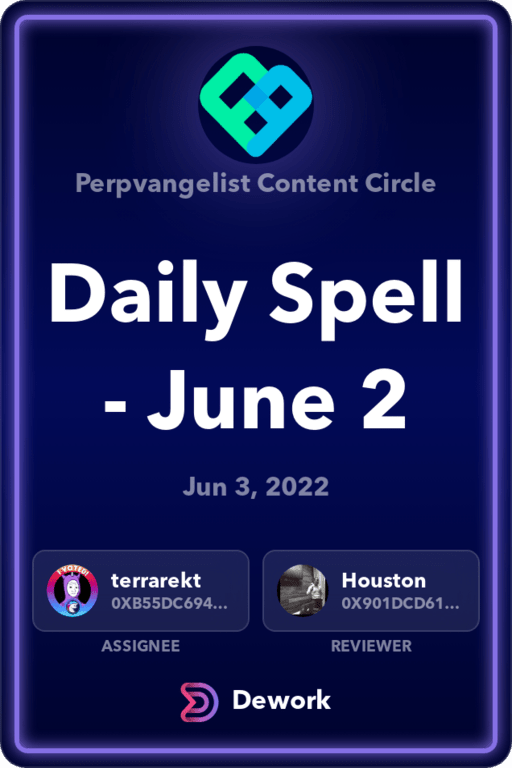 Perpvangelist Content Circle
Daily Spell
- June 2
Jun 3, 2022
terrarekt
0XB55DC694...
Houston
0X901DCD61...
ASSIGNEE
REVIEWER
Dework